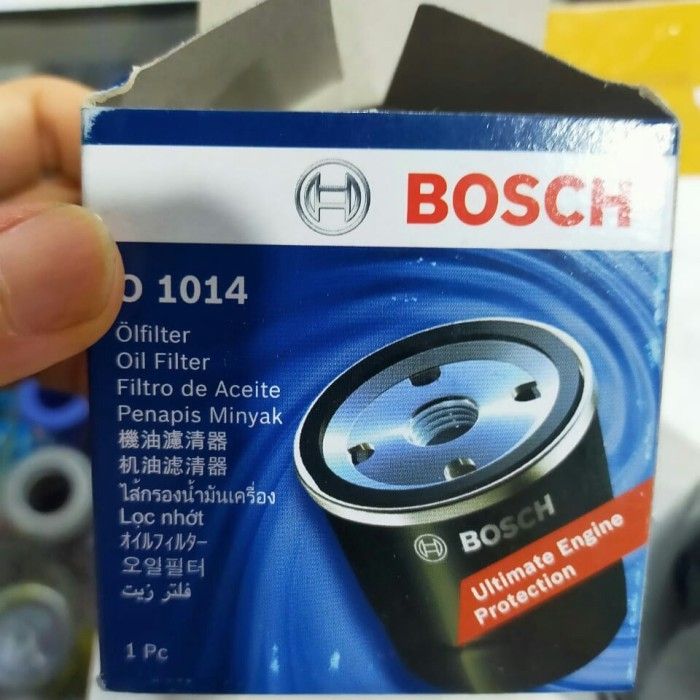 BOSCH
O 1014
Ölfilter
Oil Filter
Filtro de Aceite
Penapis Minyak
機油濾清器
机油滤清器
ไส้กรองน้ำมันเครื่อง
Lọc nhớt
オイルフィルター
오일필터
فلتر زيت
1 Pc
BOSCH
Ultimate Engine
Protection